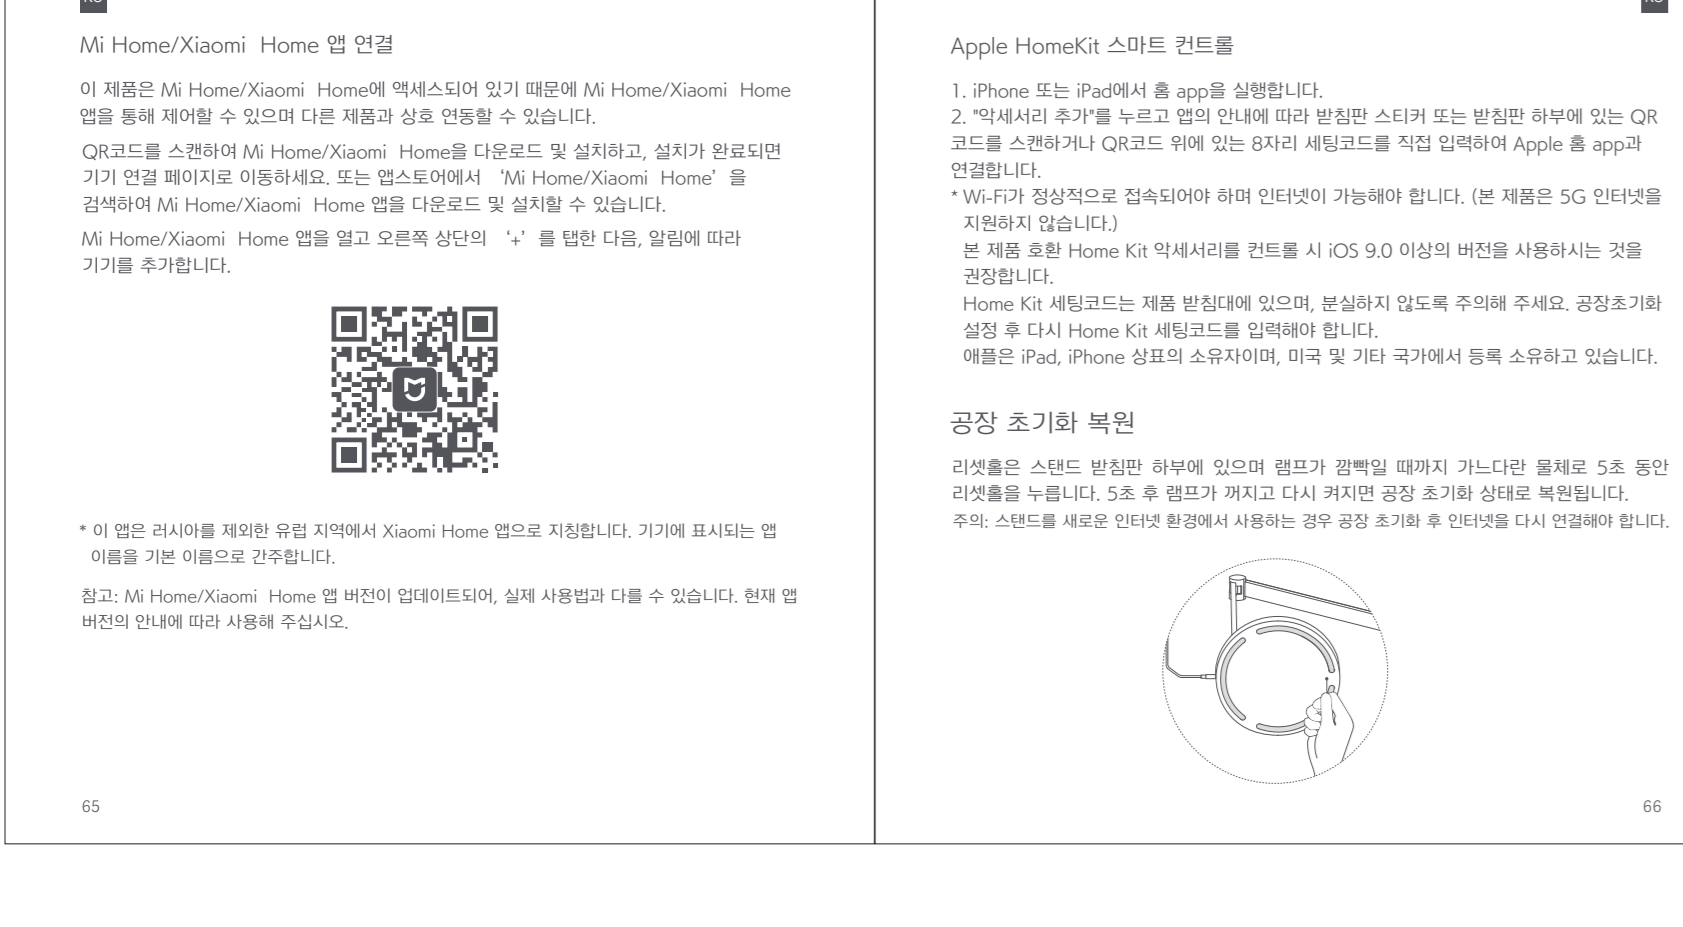 Mi Home/Xiaomi Home 앱 연결
이 제품은 Mi Home/Xiaomi Home에 액세스되어 있기 때문에 Mi Home/Xiaomi Home
앱을 통해 제어할 수 있으며 다른 제품과 상호 연동할 수 있습니다.
QR코드를 스캔하여 Mi Home/Xiaomi Home을 다운로드 및 설치하고, 설치가 완료되면
기기 연결 페이지로 이동하세요. 또는 앱스토어에서 ‘Mi Home/Xiaomi Home’을
검색하여 Mi Home/Xiaomi Home 앱을 다운로드 및 설치할 수 있습니다.
Mi Home/Xiaomi Home 앱을 열고 오른쪽 상단의 ‘+’를 탭한 다음, 알림에 따라
기기를 추가합니다.
* 이 앱은 러시아를 제외한 유럽 지역에서 Xiaomi Home 앱으로 지칭합니다. 기기에 표시되는 앱
이름을 기본 이름으로 간주합니다.
참고: Mi Home/Xiaomi Home 앱 버전이 업데이트되어, 실제 사용법과 다를 수 있습니다. 현재 앱
버전의 안내에 따라 사용해 주십시오.
65
Apple HomeKit 스마트 컨트롤
1. iPhone 또는 iPad에서 홈 app을 실행합니다.
2. "악세서리 추가"를 누르고 앱의 안내에 따라 받침판 스티커 또는 받침판 하부에 있는 QR
코드를 스캔하거나 QR코드 위에 있는 8자리 세팅코드를 직접 입력하여 Apple 홈 app과
연결합니다.
* Wi-Fi가 정상적으로 접속되어야 하며 인터넷이 가능해야 합니다. (본 제품은 5G 인터넷을
지원하지 않습니다.)
본 제품 호환 Home Kit 악세서리를 컨트롤 시 iOS 9.0 이상의 버전을 사용하시는 것을
권장합니다.
Home Kit 세팅코드는 제품 받침대에 있으며, 분실하지 않도록 주의해 주세요. 공장초기화
설정 후 다시 Home Kit 세팅코드를 입력해야 합니다.
애플은 iPad, iPhone 상표의 소유자이며, 미국 및 기타 국가에서 등록 소유하고 있습니다.
공장 초기화 복원
리셋홀은 스탠드 받침판 하부에 있으며 램프가 깜빡일 때까지 가느다란 물체로 5초 동안
리셋홀을 누릅니다. 5초 후 램프가 꺼지고 다시 켜지면 공장 초기화 상태로 복원됩니다.
주의: 스탠드를 새로운 인터넷 환경에서 사용하는 경우 공장 초기화 후 인터넷을 다시 연결해야 합니다.
66